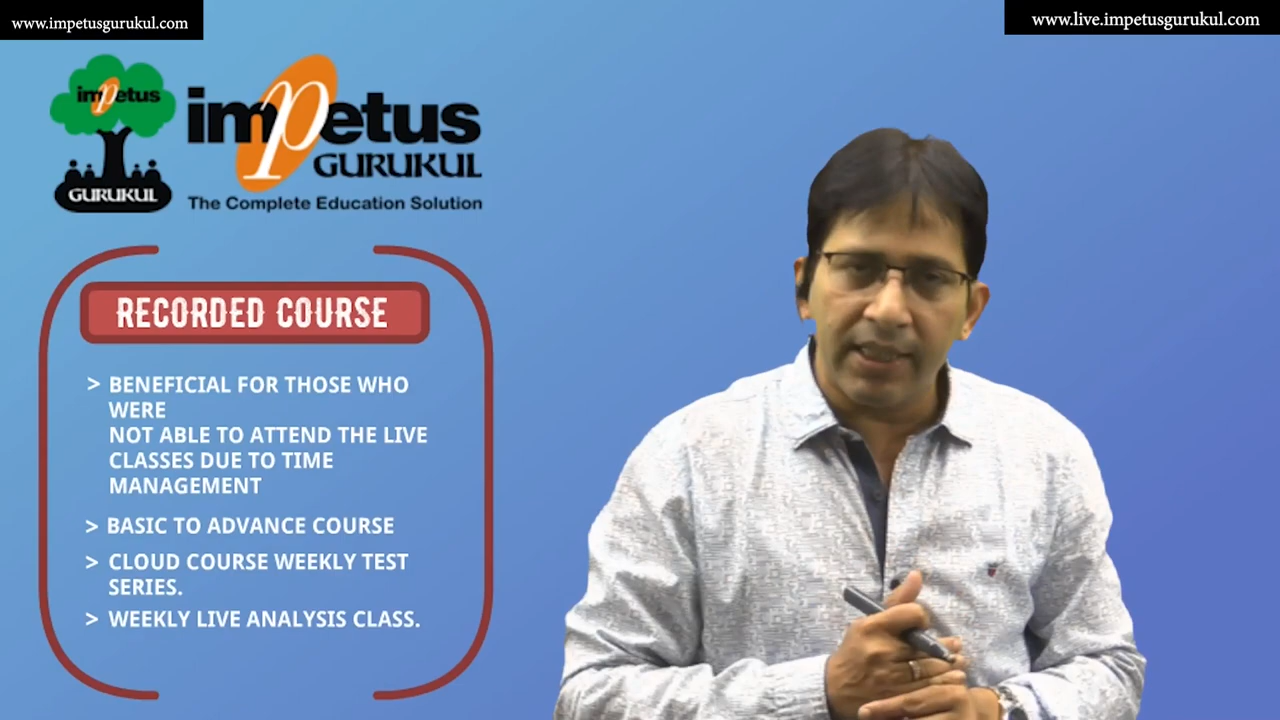 www.impetusgurukul.com
www.live.impetusgurukul.com
impetus
GURUKUL
impetus
GURUKUL
The Complete Education Solution
RECORDED COURSE
> BENEFICIAL FOR THOSE WHO
WERE
NOT ABLE TO ATTEND THE LIVE
CLASSES DUE TO TIME
MANAGEMENT
> BASIC TO ADVANCE COURSE
> CLOUD COURSE WEEKLY TEST
SERIES.
> WEEKLY LIVE ANALYSIS CLASS.